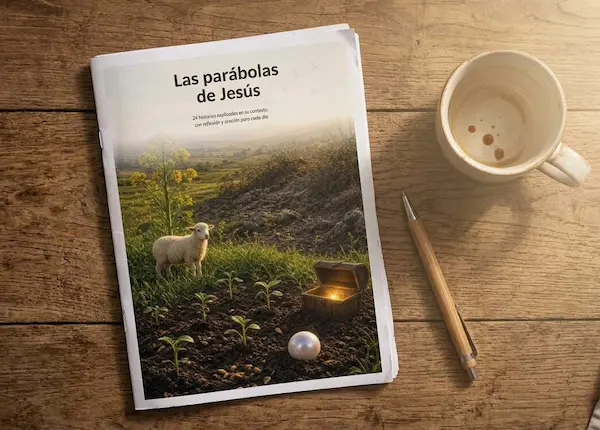 Las parábolas
de Jesús
24 historias explicadas en su contexto,
con reflexión y oración para cada día